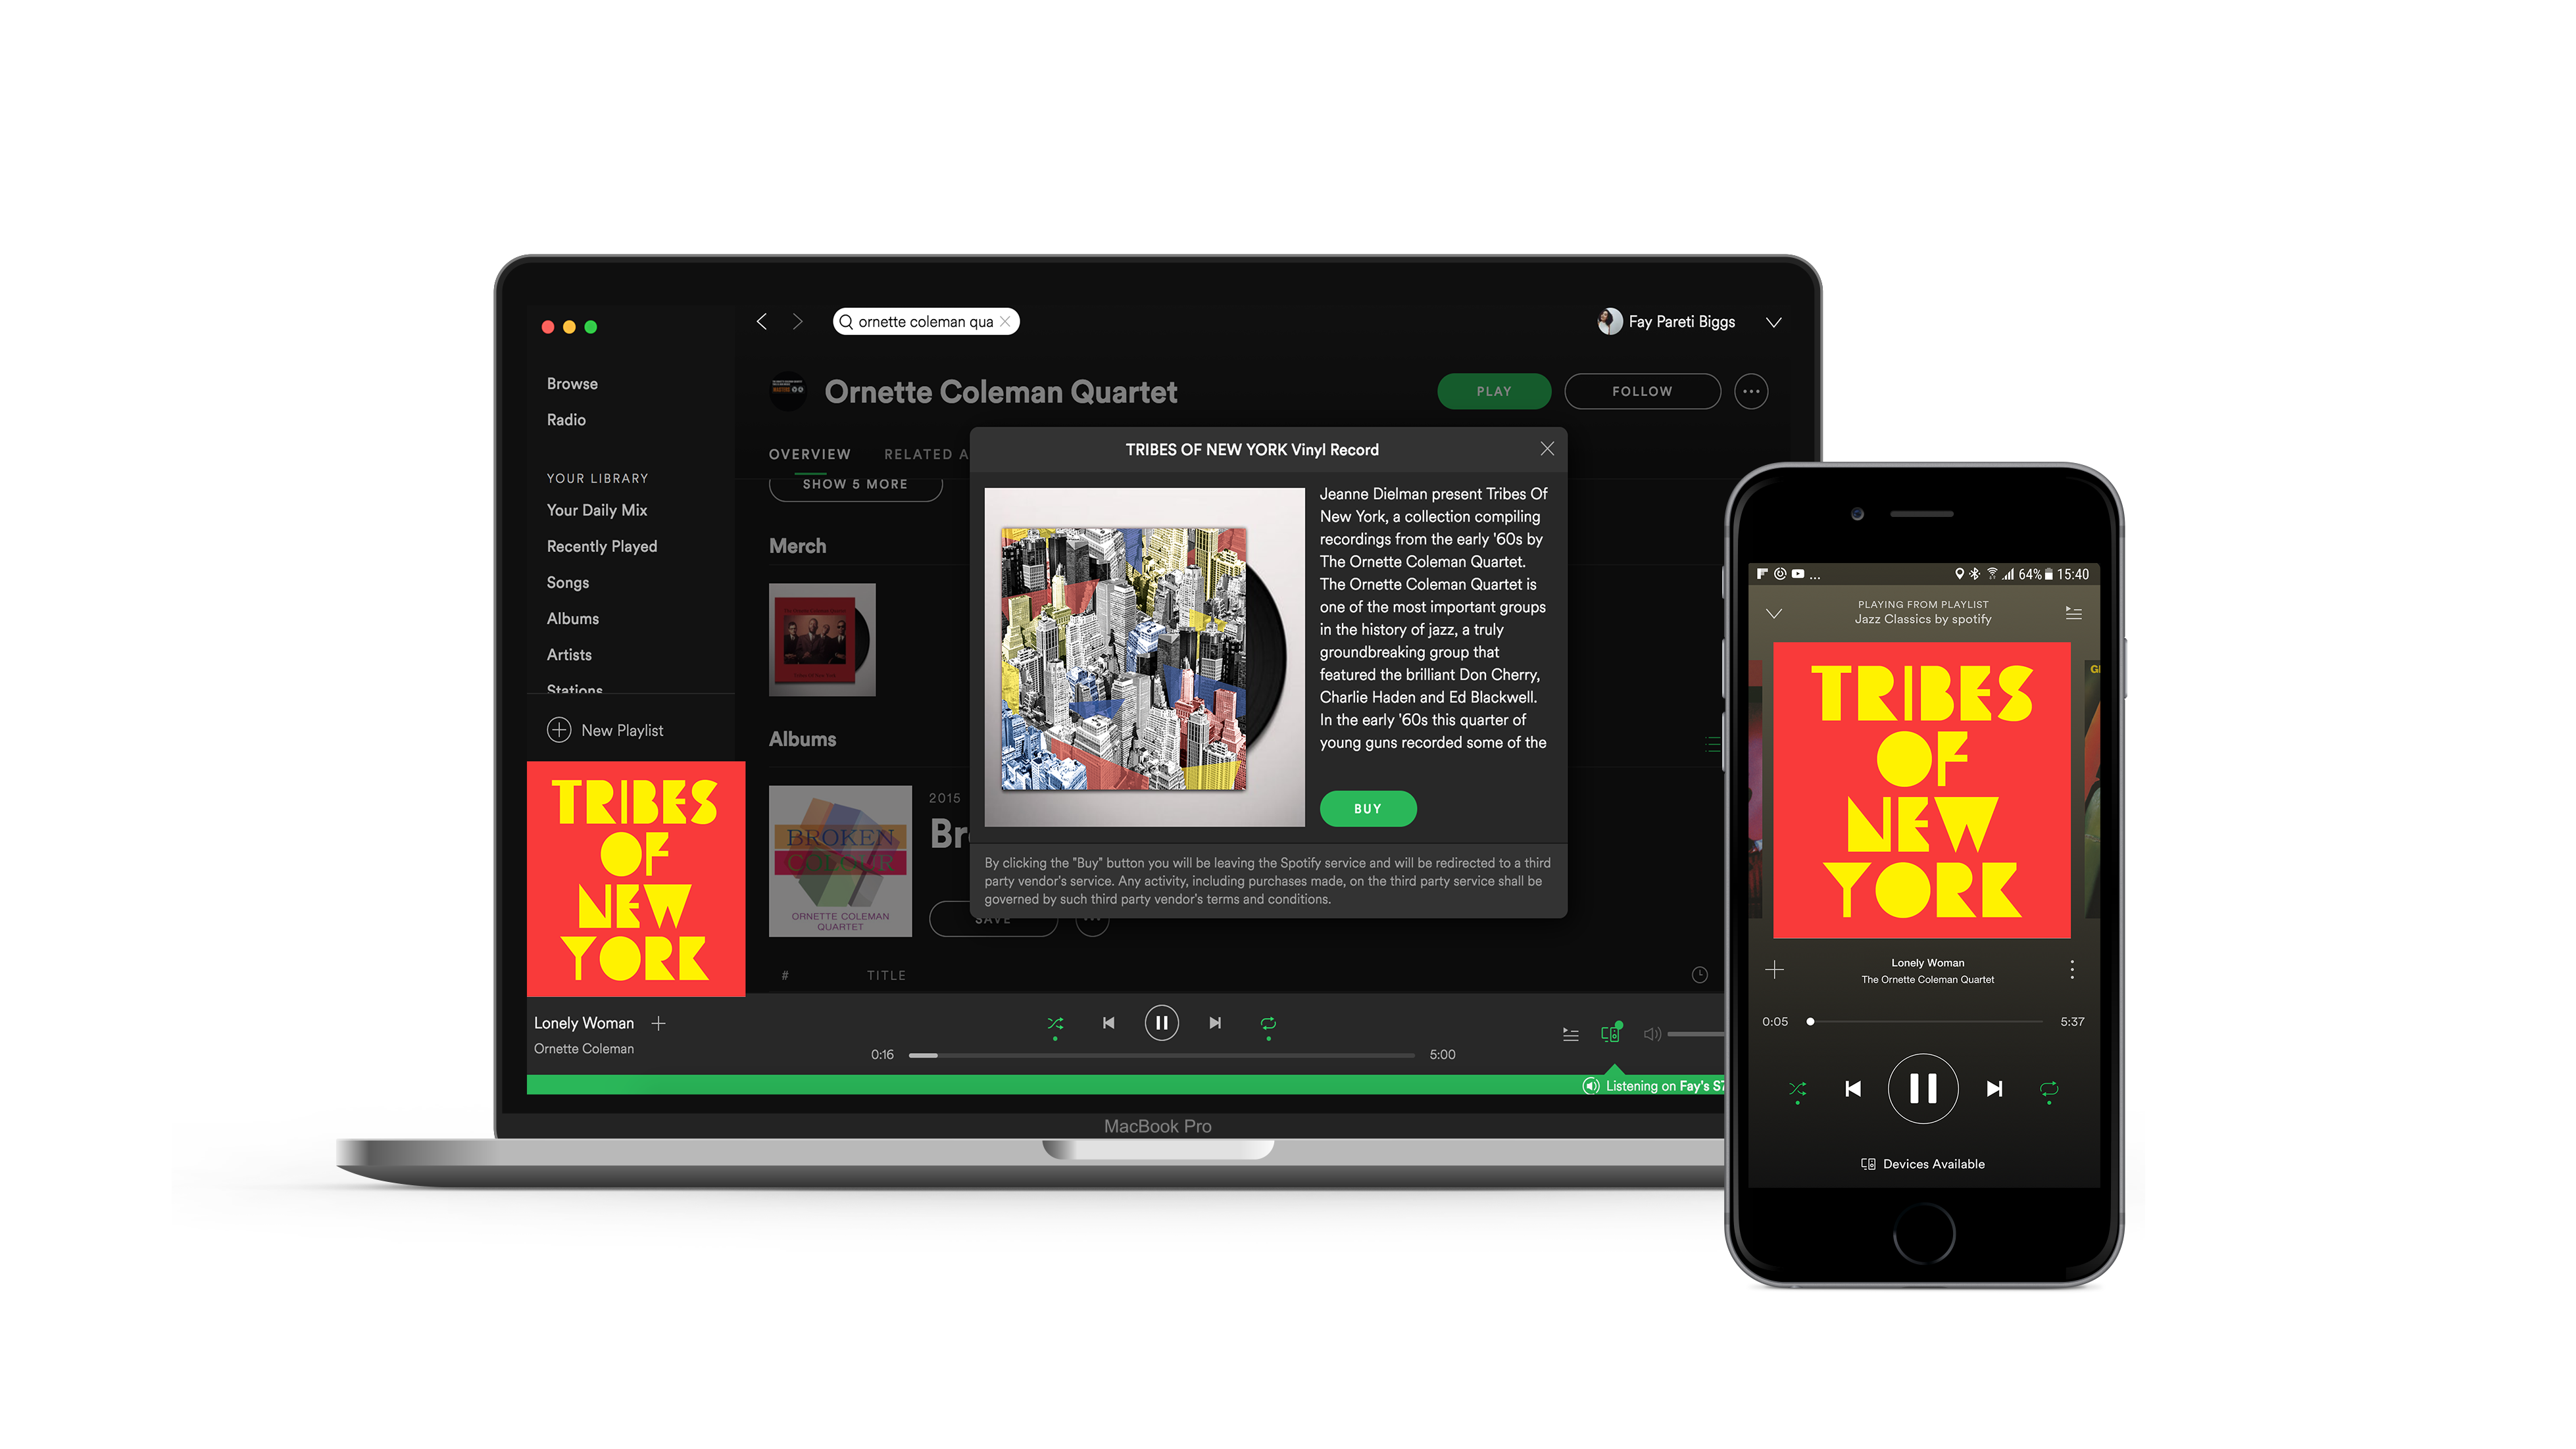 ornette coleman qua
Fay Pareti Biggs
Browse
Radio
YOUR LIBRARY
Your Daily Mix
Recently Played
Songs
Albums
Artists
Stations
New Playlist
TRIBES
OF
NEW
YORK
Lonely Woman
Ornette Coleman
Ornette Coleman Quartet
PLAY
FOLLOW
OVERVIEW
RELATED A
SHOW 5 MORE
Merch
Albums
BROKEN
COLOUR
ORNETTE COLEMAN
QUARTET
2015
Br
SAVE
#
TITLE
TRIBES OF NEW YORK Vinyl Record
Jeanne Dielman present Tribes Of
New York, a collection compiling
recordings from the early '60s by
The Ornette Coleman Quartet.
The Ornette Coleman Quartet is
one of the most important groups
in the history of jazz, a truly
groundbreaking group that
featured the brilliant Don Cherry,
Charlie Haden and Ed Blackwell.
In the early '60s this quarter of
young guns recorded some of the
BUY
By clicking the "Buy" button you will be leaving the Spotify service and will be redirected to a third
party vendor's service. Any activity, including purchases made, on the third party service shall be
governed by such third party vendor's terms and conditions.
0:16
5:00
Listening on Fay's S7
MacBook Pro
... 64% 15:40
PLAYING FROM PLAYLIST
Jazz Classics by spotify
TRIBES
OF
NEW
YORK
Lonely Woman
The Ornette Coleman Quartet
0:05
5:37
Devices Available